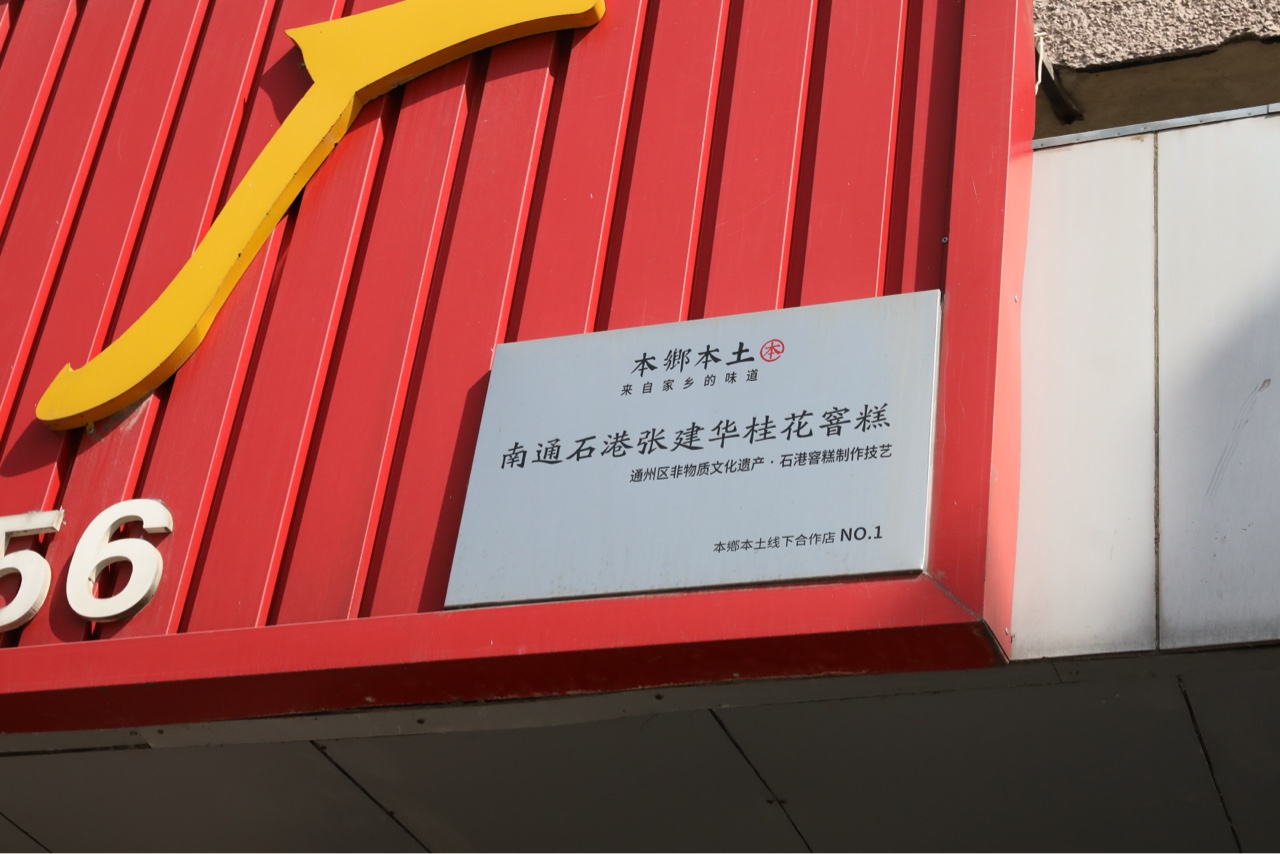 56
本鄉本土 本
来自家乡的味道
南通石港张建华桂花窨糕
通州区非物质文化遗产·石港窨糕制作技艺
本鄉本土线下合作店 NO.1